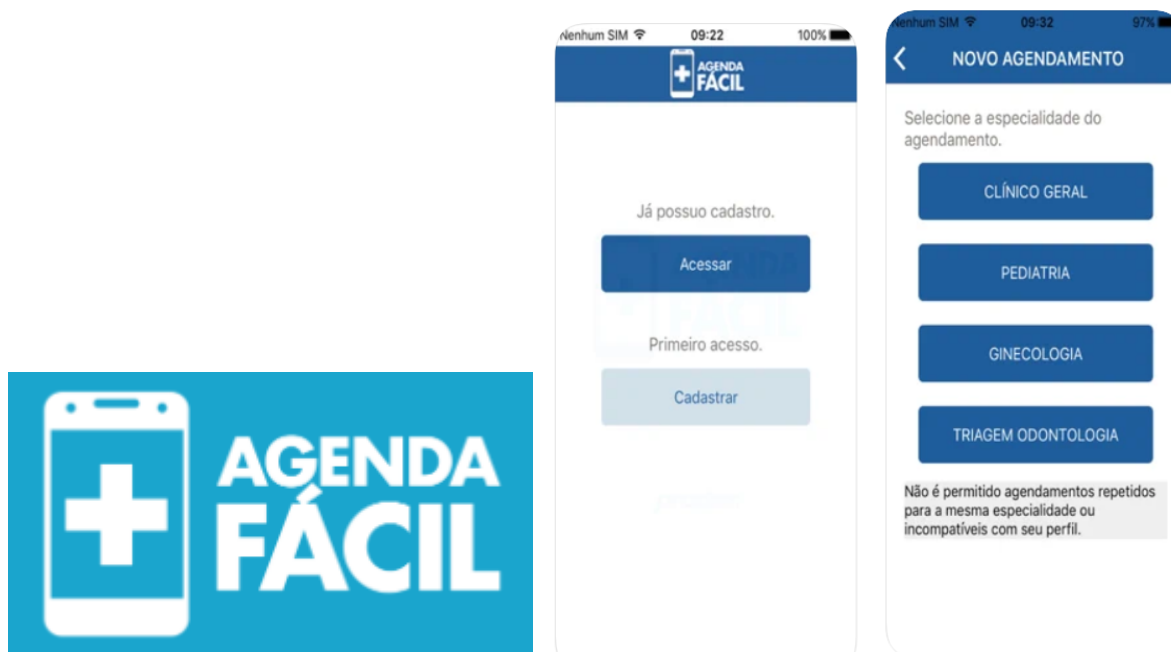 AGENDA
FÁCIL
Nenhum SIM 09:22 100%
AGENDA
FÁCIL
Já possuo cadastro.
Acessar
Primeiro acesso.
Cadastrar
Nenhum SIM 09:32 97%
NOVO AGENDAMENTO
Selecione a especialidade do
agendamento.
CLÍNICO GERAL
PEDIATRIA
GINECOLOGIA
TRIAGEM ODONTOLOGIA
Não é permitido agendamentos repetidos
para a mesma especialidade ou
incompatíveis com seu perfil.